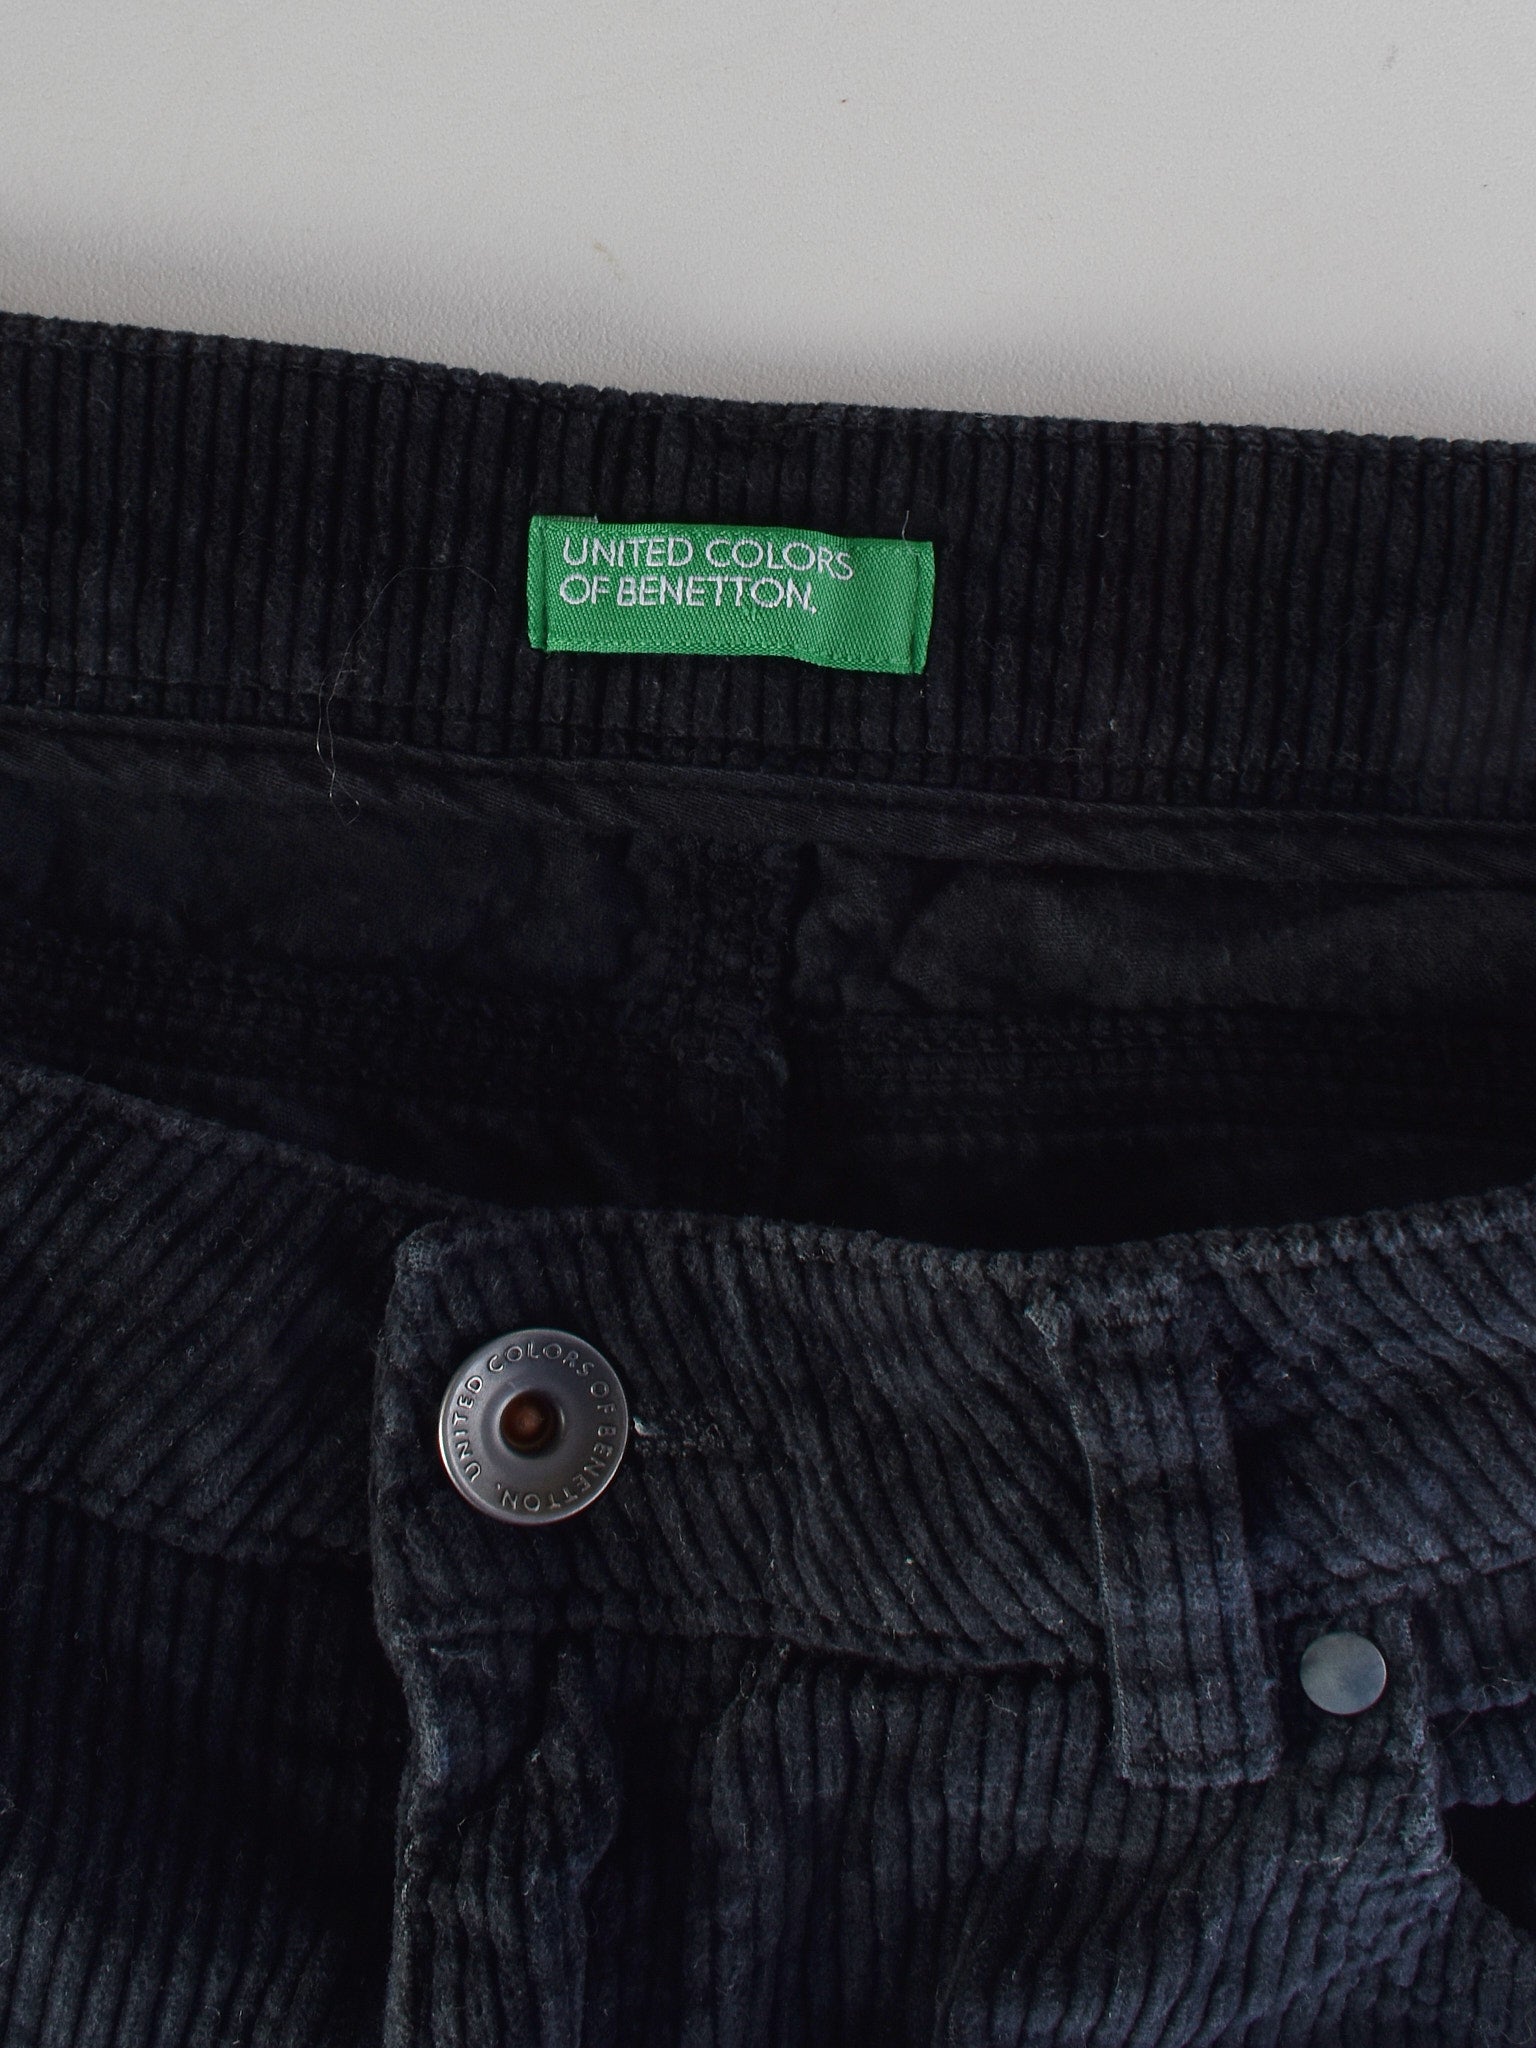 UNITED COLORS
OF BENETTON.
UNITED COLORS OF BENETTON.